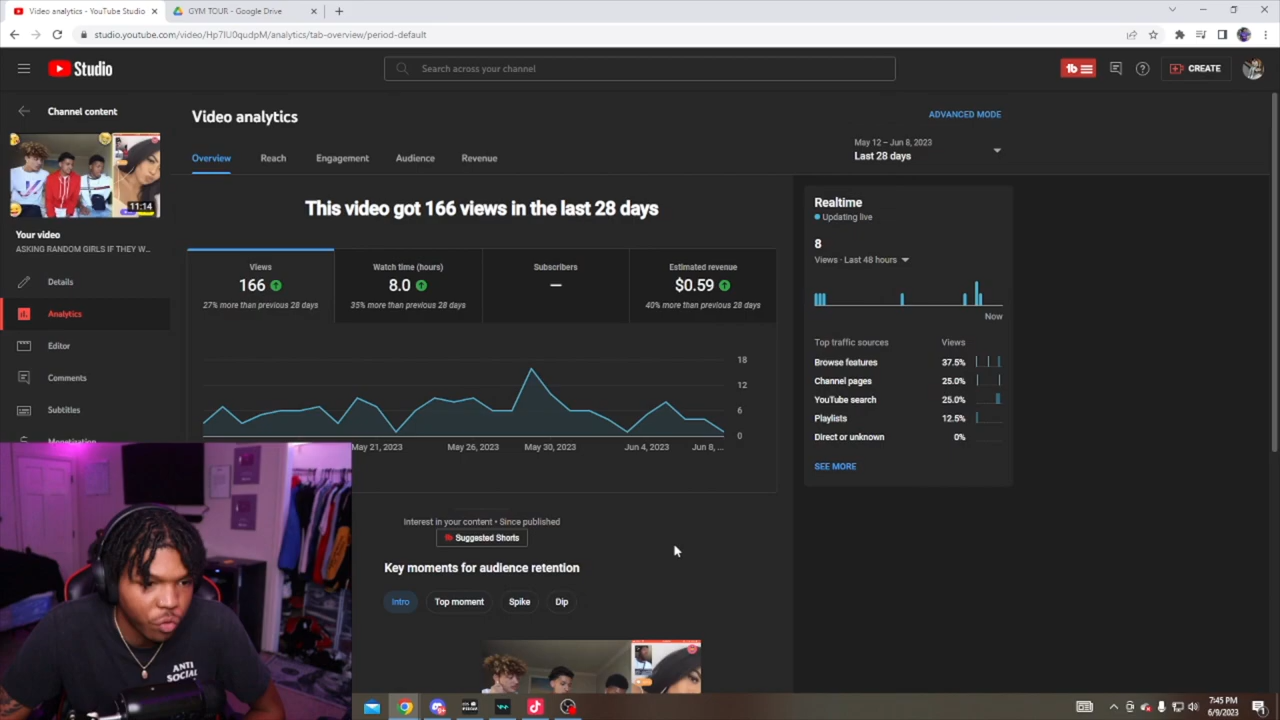 Video analytics - YouTube Studio
GYM TOUR - Google Drive
studio.youtube.com/video/Hp7IU0qudpM/analytics/tab-overview/period-default
Studio
Search across your channel
CREATE
Channel content
11:14
Your video
ASKING RANDOM GIRLS IF THEY W...
Details
Analytics
Editor
Comments
Subtitles
Monetisation
Video analytics
ADVANCED MODE
Overview
Reach
Engagement
Audience
Revenue
May 12 – Jun 8, 2023
Last 28 days
This video got 166 views in the last 28 days
Views
166
27% more than previous 28 days
Watch time (hours)
8.0
35% more than previous 28 days
Subscribers
—
Estimated revenue
$0.59
40% more than previous 28 days
18
12
6
0
May 21, 2023
May 26, 2023
May 30, 2023
Jun 4, 2023
Jun 8, ...
Interest in your content • Since published
Suggested Shorts
Key moments for audience retention
Intro
Top moment
Spike
Dip
Realtime
Updating live
8
Views · Last 48 hours
Now
Top traffic sources
Views
Browse features
37.5%
Channel pages
25.0%
YouTube search
25.0%
Playlists
12.5%
Direct or unknown
0%
SEE MORE
ANTI
SOCIAL
7:45 PM
6/9/2023